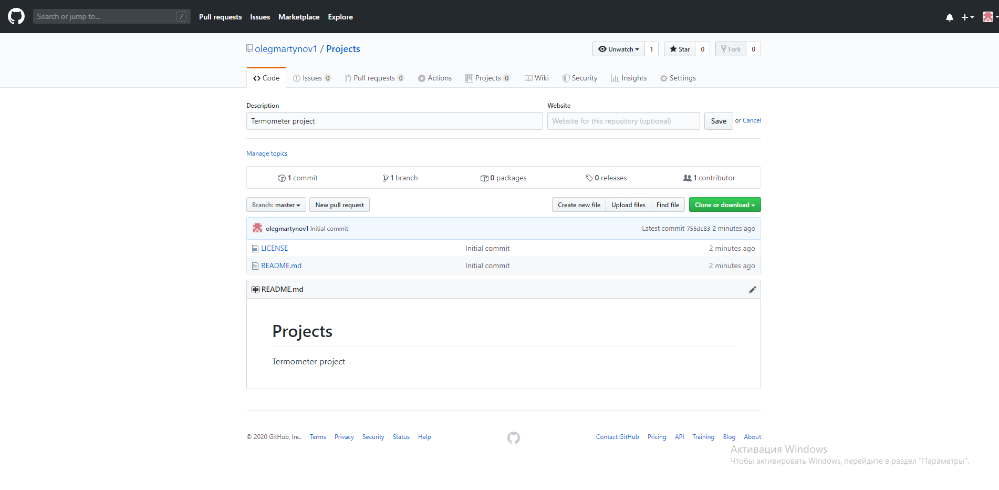 Search or jump to... / Pull requests Issues Marketplace Explore
olegmartynov1 / Projects Unwatch 1 Star 0 Fork 0
Code Issues 0 Pull requests 0 Actions Projects 0 Wiki Security Insights Settings
Description Website
Termometer project Website for this repository (optional) Save or Cancel
Manage topics
1 commit 1 branch 0 packages 0 releases 1 contributor
Branch: master New pull request Create new file Upload files Find file Clone or download
olegmartynov1 Initial commit Latest commit 755dc83 2 minutes ago
LICENSE Initial commit 2 minutes ago
README.md Initial commit 2 minutes ago
README.md
Projects
Termometer project
© 2020 GitHub, Inc. Terms Privacy Security Status Help Contact GitHub Pricing API Training Blog About
Активация Windows
Чтобы активировать Windows, перейдите в раздел "Параметры".